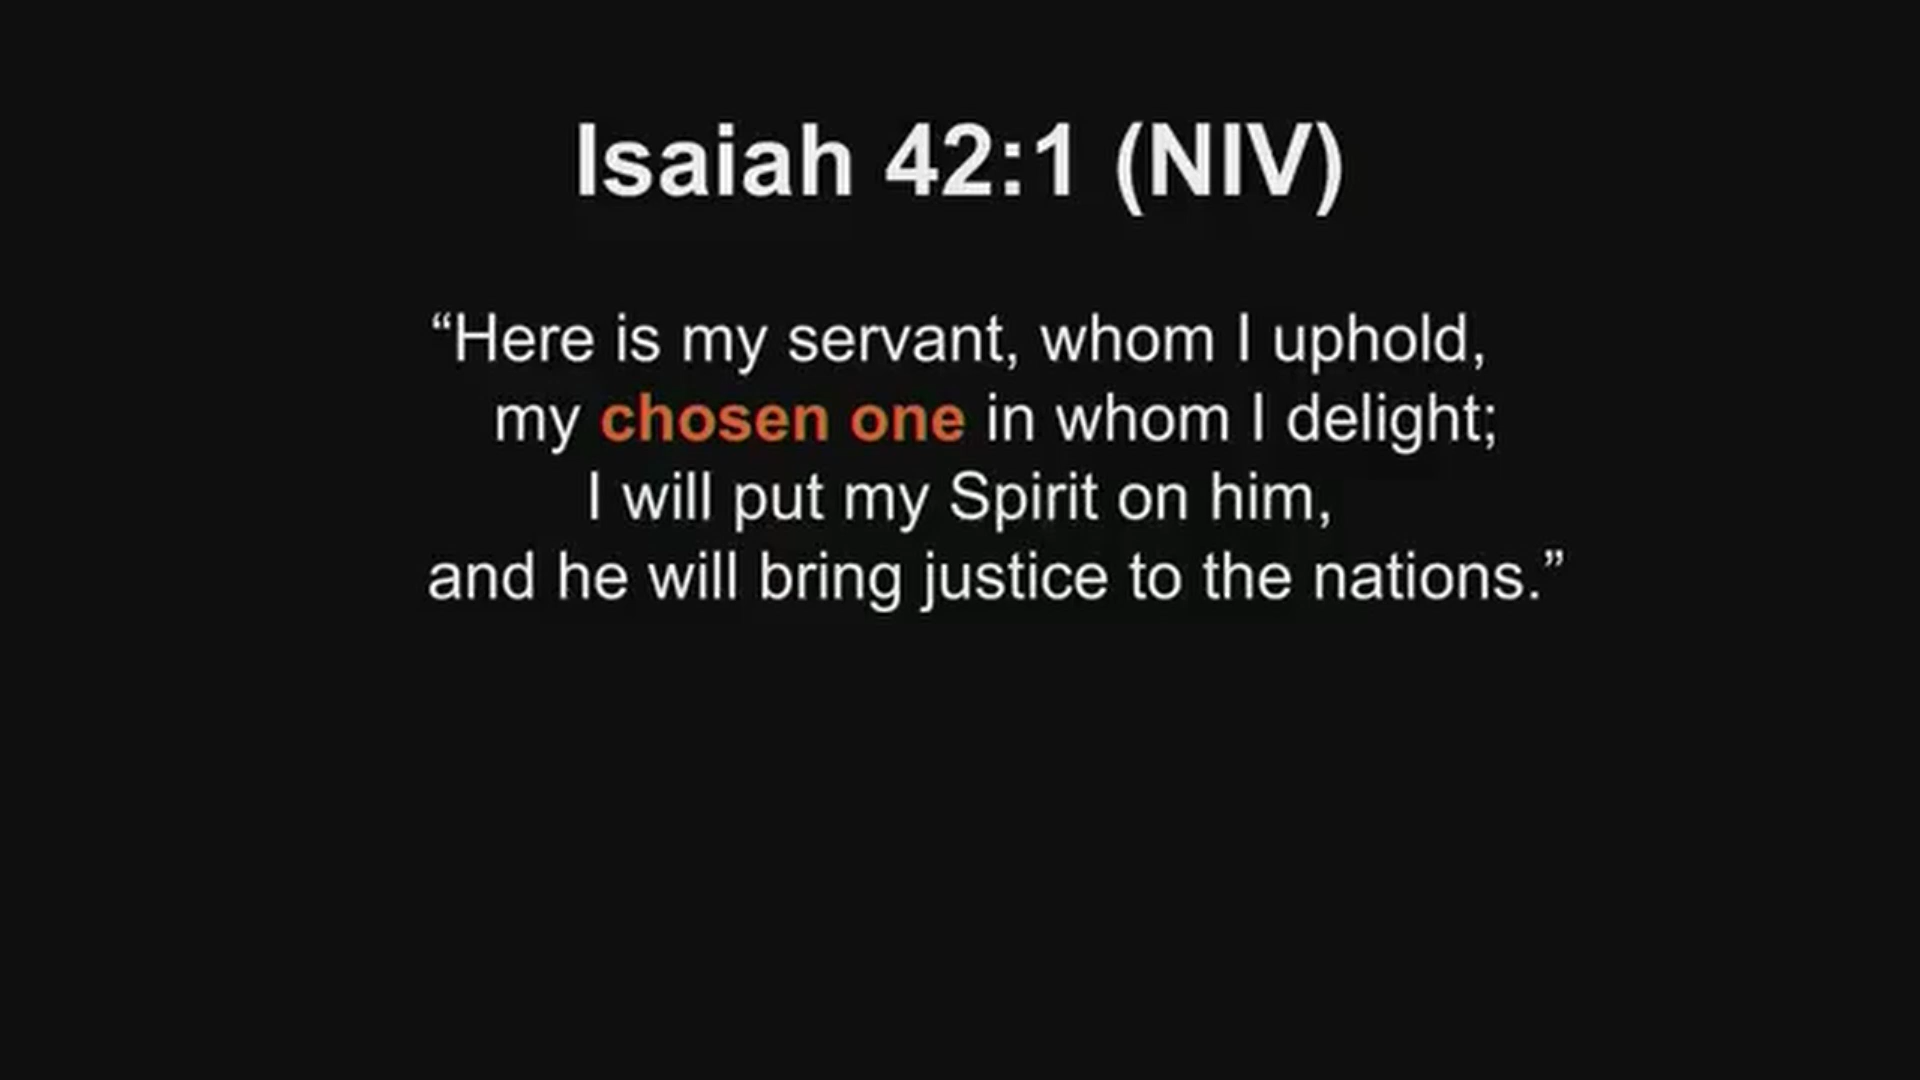 Isaiah 42:1 (NIV)
“Here is my servant, whom I uphold,
my chosen one in whom I delight;
I will put my Spirit on him,
and he will bring justice to the nations.”